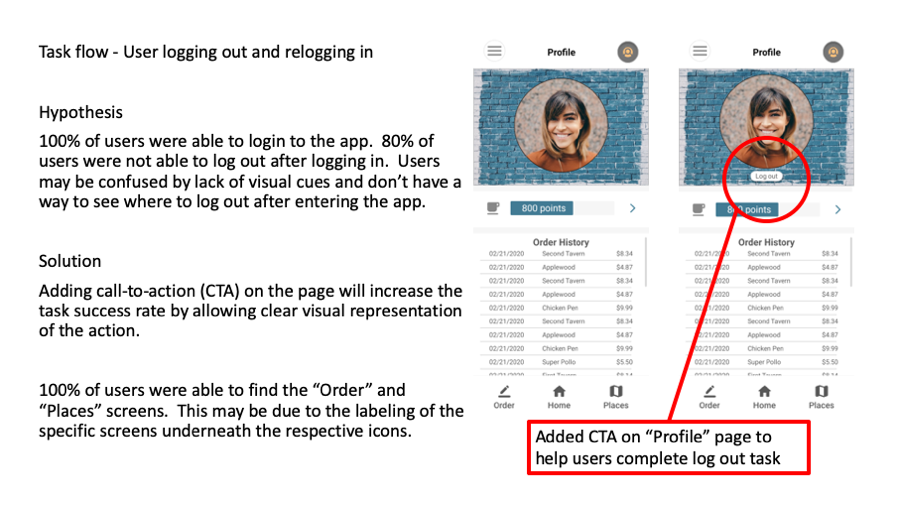 Task flow - User logging out and relogging in
Hypothesis
100% of users were able to login to the app.  80% of
users were not able to log out after logging in.  Users
may be confused by lack of visual cues and don't have a
way to see where to log out after entering the app.
Solution
Adding call-to-action (CTA) on the page will increase the
task success rate by allowing clear visual representation
of the action.
100% of users were able to find the “Order” and
“Places” screens.  This may be due to the labeling of the
specific screens underneath the respective icons.
Profile
800 points
Order History
02/21/2020 Second Tavern $8.34
02/21/2020 Applewood $4.87
02/21/2020 Second Tavern $8.34
02/21/2020 Applewood $4.87
02/21/2020 Chicken Pen $9.99
02/21/2020 Second Tavern $8.34
02/21/2020 Applewood $4.87
02/21/2020 Chicken Pen $9.99
02/21/2020 Super Pollo $5.50
Order Home Places
Profile
Log out
800 points
Order History
02/21/2020 Second Tavern $8.34
02/21/2020 Applewood $4.87
02/21/2020 Second Tavern $8.34
02/21/2020 Applewood $4.87
02/21/2020 Chicken Pen $9.99
02/21/2020 Second Tavern $8.34
02/21/2020 Applewood $4.87
02/21/2020 Chicken Pen $9.99
02/21/2020 Super Pollo $5.50
Order Home Places
Added CTA on “Profile” page to
help users complete log out task